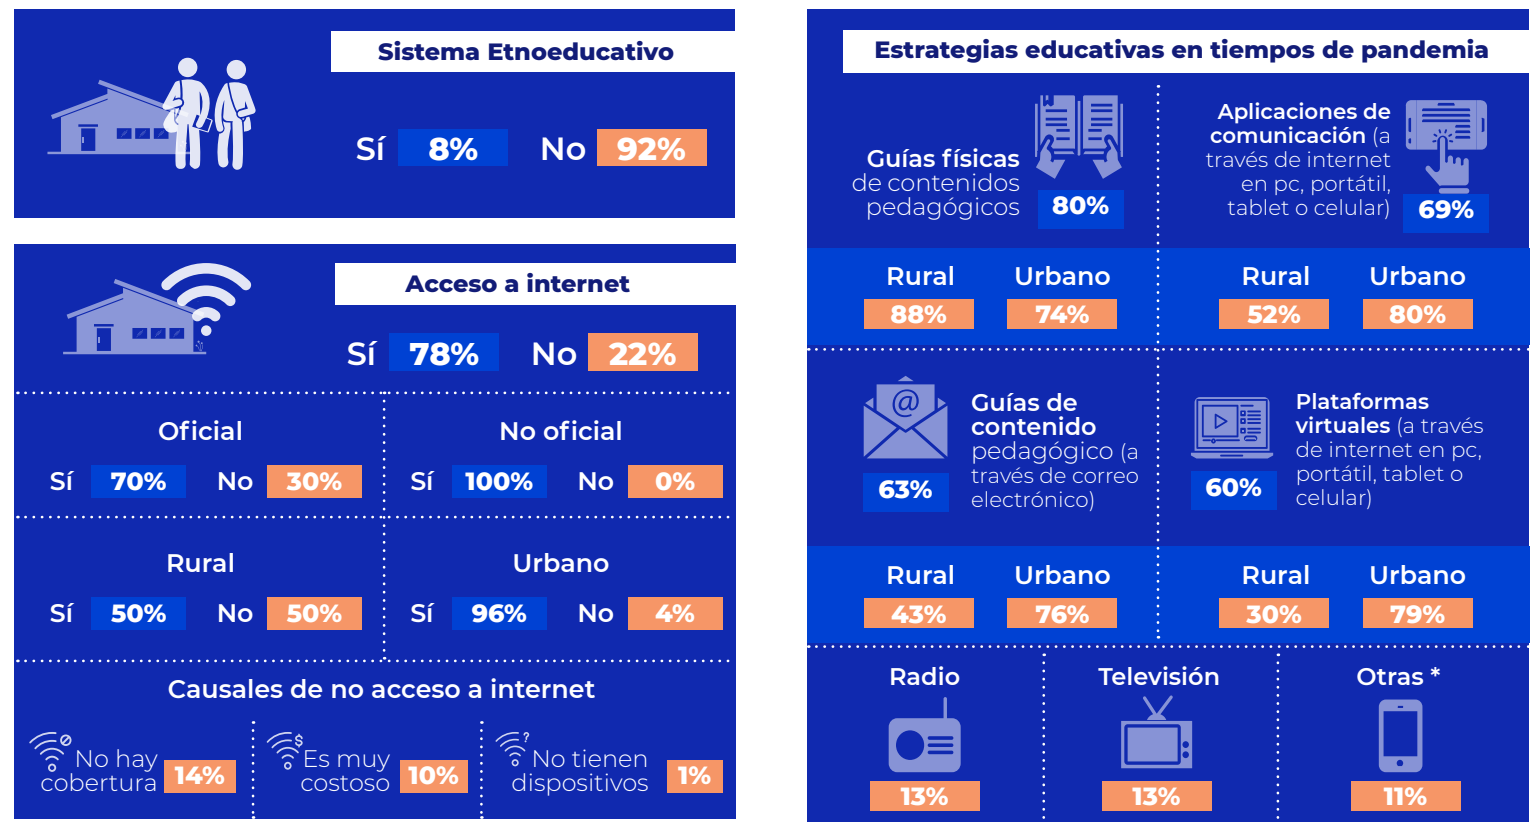 Sistema Etnoeducativo
Sí 8% No 92%
Acceso a internet
Sí 78% No 22%
Oficial
Sí 70% No 30%
No oficial
Sí 100% No 0%
Rural
Sí 50% No 50%
Urbano
Sí 96% No 4%
Causales de no acceso a internet
No hay
cobertura 14%
$
Es muy
costoso 10%
?
No tienen
dispositivos 1%
Estrategias educativas en tiempos de pandemia
Guías físicas
de contenidos
pedagógicos 80%
Rural Urbano
88% 74%
Aplicaciones de
comunicación (a
través de internet
en pc, portátil,
tablet o celular) 69%
Rural Urbano
52% 80%
@
63%
Guías de
contenido
pedagógico (a
través de correo
electrónico)
Rural Urbano
43% 76%
60%
Plataformas
virtuales (a través
de internet en pc,
portátil, tablet o
celular)
Rural Urbano
30% 79%
Radio
13%
Televisión
13%
Otras *
11%